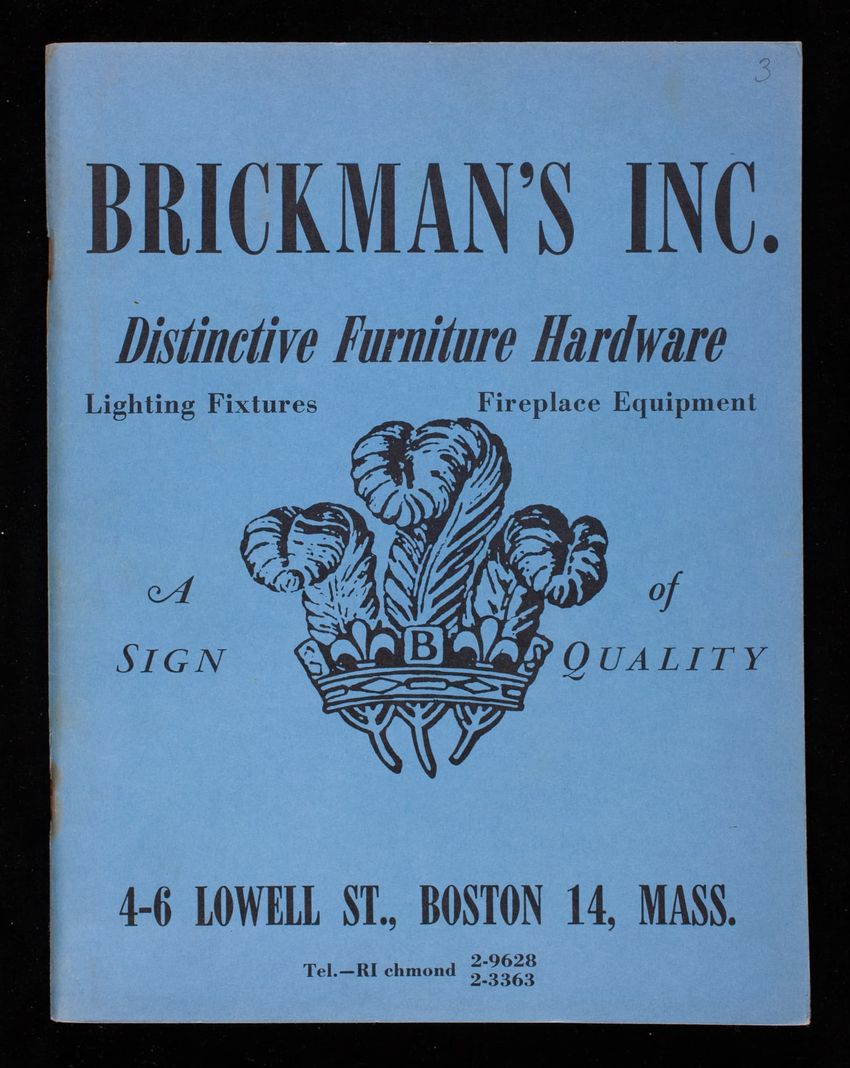 3
BRICKMAN'S INC.
Distinctive Furniture Hardware
Lighting Fixtures Fireplace Equipment
A of
SIGN QUALITY
B
4-6 LOWELL ST., BOSTON 14, MASS.
Tel.—RI chmond 2-9628
2-3363